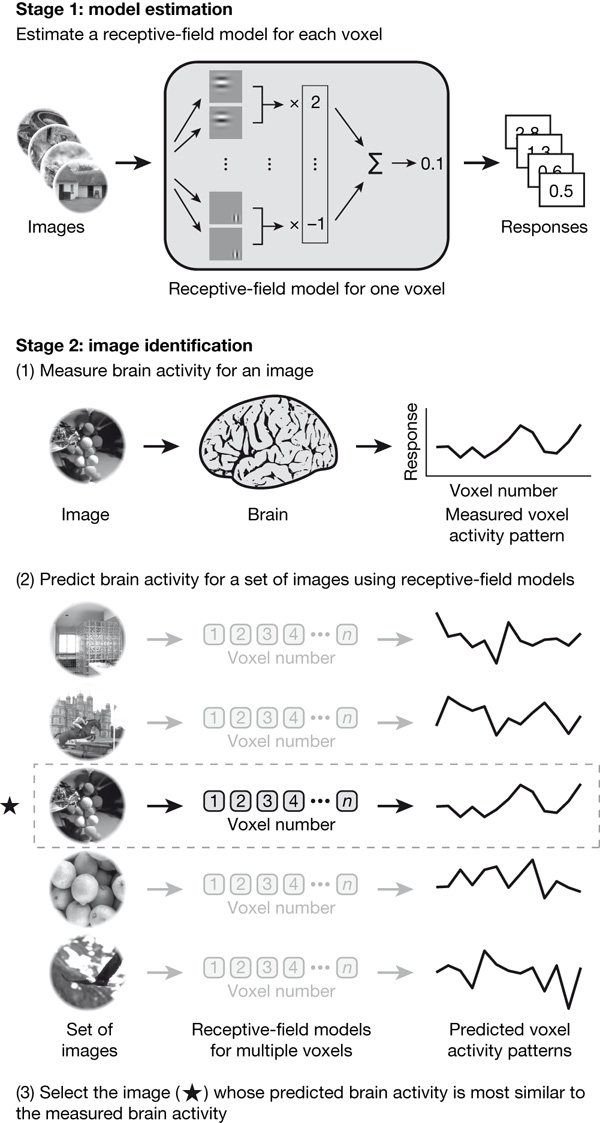 Stage 1: model estimation
Estimate a receptive-field model for each voxel
× 2
Σ → 0.1
× −1
2.8
1.3
0.6
0.5
Images
Responses
Receptive-field model for one voxel
Stage 2: image identification
(1) Measure brain activity for an image
Response
Voxel number
Image
Brain
Measured voxel
activity pattern
(2) Predict brain activity for a set of images using receptive-field models
1 2 3 4 ••• n
Voxel number
1 2 3 4 ••• n
Voxel number
★
1 2 3 4 ••• n
Voxel number
1 2 3 4 ••• n
Voxel number
1 2 3 4 ••• n
Voxel number
Set of
images
Receptive-field models
for multiple voxels
Predicted voxel
activity patterns
(3) Select the image (★) whose predicted brain activity is most similar to
the measured brain activity